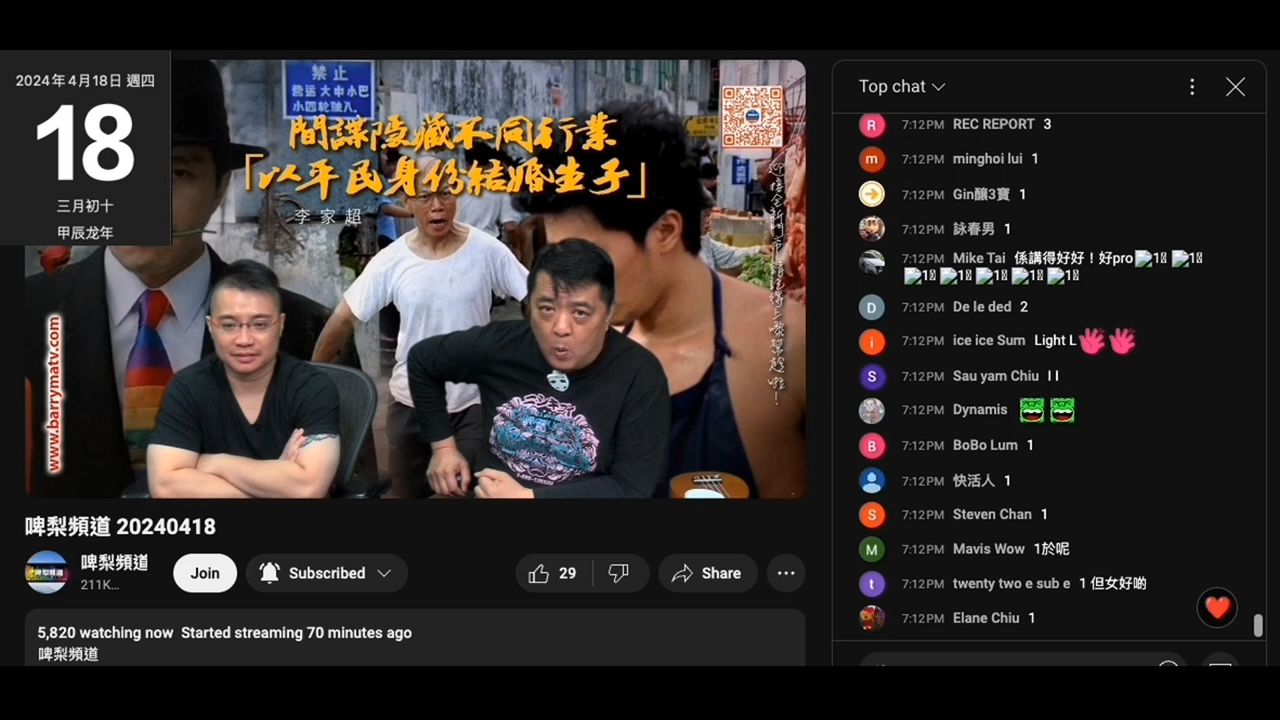 2024年4月18日 週四
18
三月初十
甲辰龙年
禁止
營运大中小巴
間諜隱藏不同行業
「以平民身份結婚生子」
李家超
www.barrymatv.com
啤梨頻道 20240418
啤梨頻道
211K...
Join
Subscribed
29
Share
5,820 watching now Started streaming 70 minutes ago
啤梨頻道
Top chat
R 7:12PM REC REPORT 3
m 7:12PM minghoi lui 1
7:12PM Gin釀3寶 1
7:12PM 詠春男 1
7:12PM Mike Tai 係講得好好！好pro
D 7:12PM De le ded 2
i 7:12PM ice ice Sum Light L
S 7:12PM Sau yam Chiu I I
7:12PM Dynamis
B 7:12PM BoBo Lum 1
7:12PM 快活人 1
S 7:12PM Steven Chan 1
M 7:12PM Mavis Wow 1於呢
t 7:12PM twenty two e sub e 1 但女好啲
7:12PM Elane Chiu 1